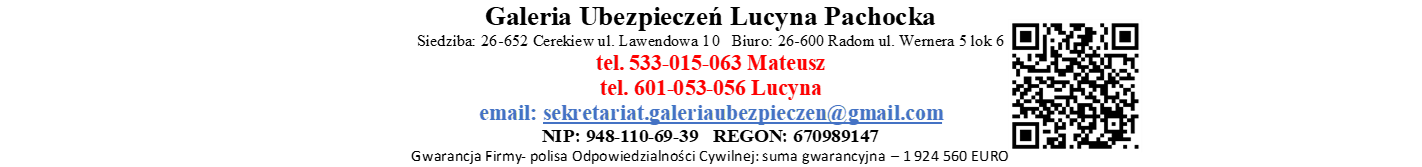 Galeria Ubezpieczeń Lucyna Pachocka
Siedziba: 26-652 Cerekiew ul. Lawendowa 10 Biuro: 26-600 Radom ul. Wernera 5 lok 6
tel. 533-015-063 Mateusz
tel. 601-053-056 Lucyna
email: sekretariat.galeriaubezpieczen@gmail.com
NIP: 948-110-69-39 REGON: 670989147
Gwarancja Firmy- polisa Odpowiedzialności Cywilnej: suma gwarancyjna – 1 924 560 EURO